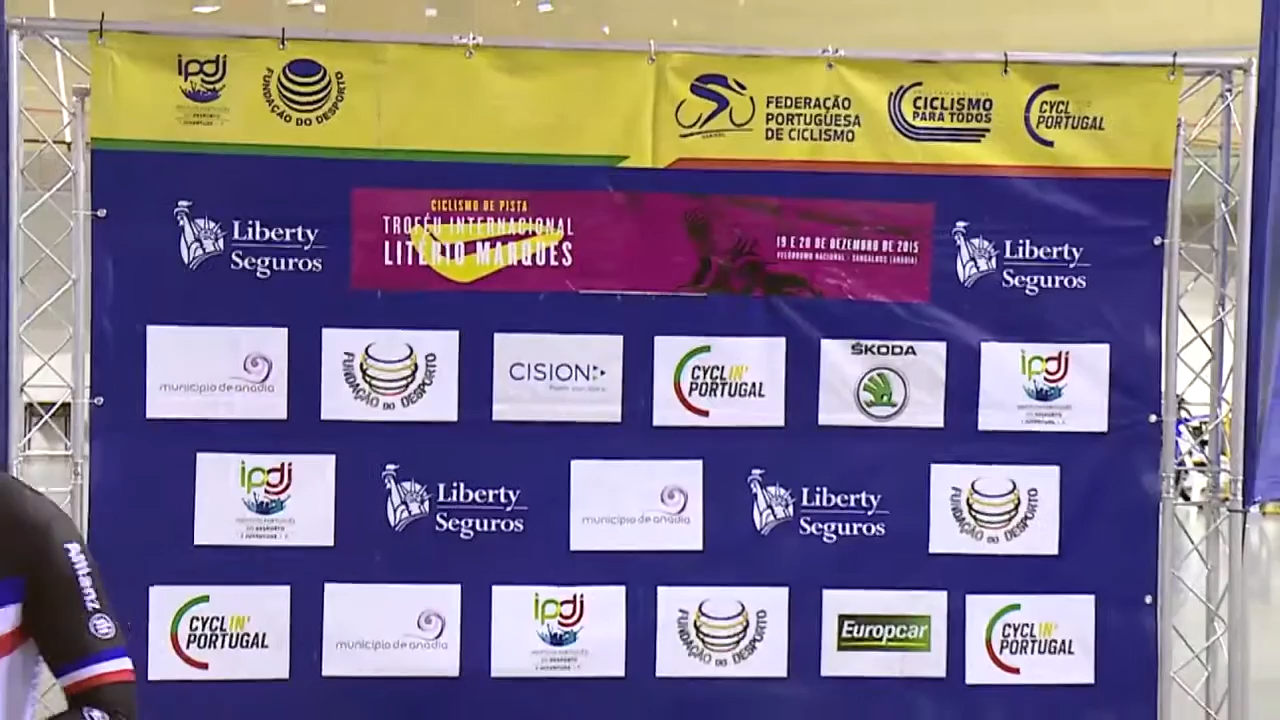 ipdj
FUNDAÇÃO DO DESPORTO
FEDERAÇÃO
PORTUGUESA
DE CICLISMO
CICLISMO
PARA TODOS
CYCLIN'
PORTUGAL
Liberty
Seguros
CICLISMO DE PISTA
TROFÉU INTERNACIONAL
LITÉRIO MARQUES
19 E 20 DE DEZEMBRO DE 2015
VELÓDROMO NACIONAL - SANGALHOS (ANADIA)
Liberty
Seguros
município de anadia
FUNDAÇÃO DO DESPORTO
CISION
CYCLIN'
PORTUGAL
ŠKODA
ipdj
ipdj
Liberty
Seguros
município de anadia
Liberty
Seguros
FUNDAÇÃO DO DESPORTO
Allianz
CYCLIN'
PORTUGAL
município de anadia
ipdj
FUNDAÇÃO DO DESPORTO
Europcar
CYCLIN'
PORTUGAL